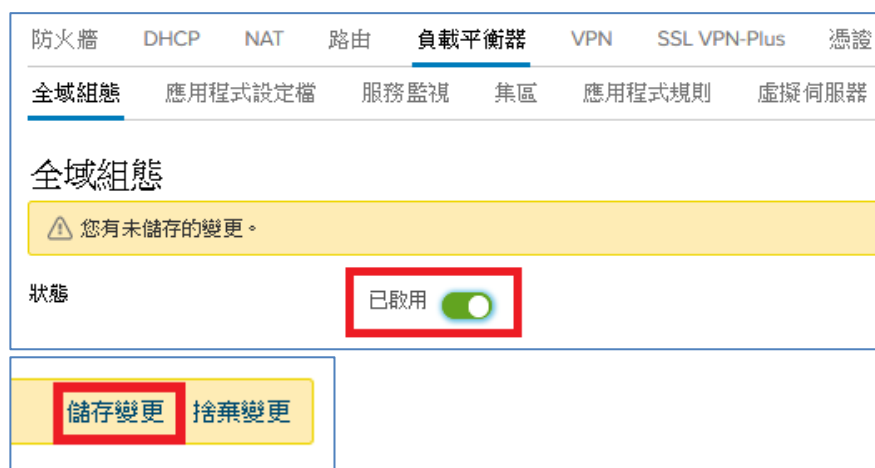 防火牆 DHCP NAT 路由 負載平衡器 VPN SSL VPN-Plus 憑證
全域組態 應用程式設定檔 服務監視 集區 應用程式規則 虛擬伺服器
全域組態
您有未儲存的變更。
狀態 已啟用
儲存變更 捨棄變更